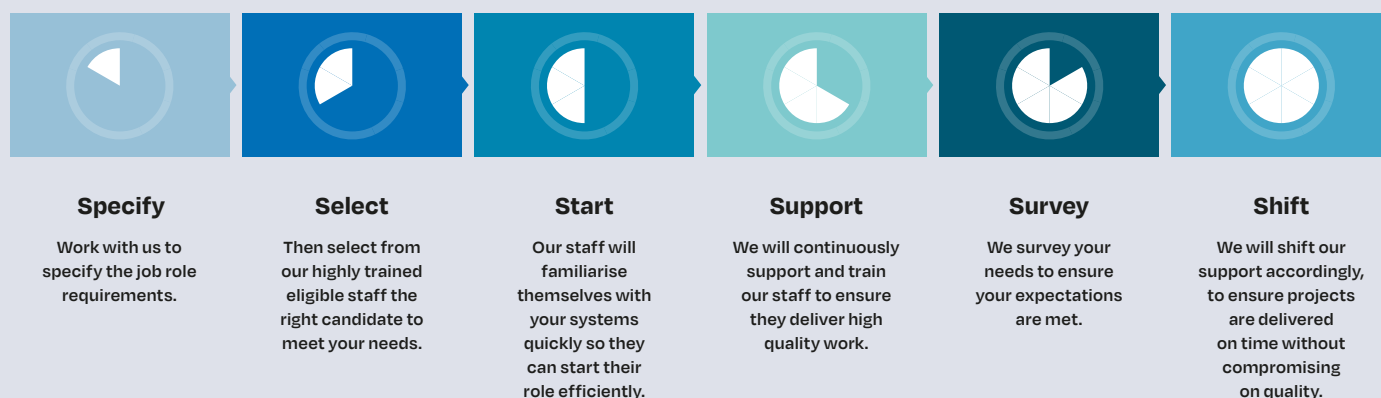 Specify
Work with us to
specify the job role
requirements.
Select
Then select from
our highly trained
eligible staff the
right candidate to
meet your needs.
Start
Our staff will
familiarise
themselves with
your systems
quickly so they
can start their
role efficiently.
Support
We will continuously
support and train
our staff to ensure
they deliver high
quality work.
Survey
We survey your
needs to ensure
your expectations
are met.
Shift
We will shift our
support accordingly,
to ensure projects
are delivered
on time without
compromising
on quality.